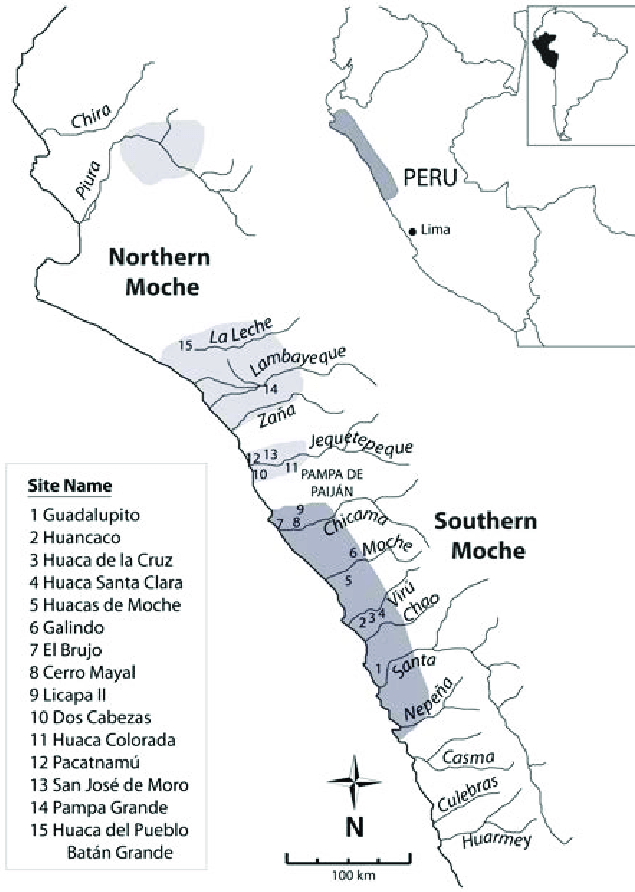 Chira
Piura
PERU
Lima
Northern
Moche
La Leche
15
Lambayeque
14
Zaña
Jequetepeque
12 13
10 11
PAMPA DE
PAIJÁN
9
7 8
Chicama
Southern
Moche
6 Moche
5
Virú
2 3 4
Chao
1 Santa
Nepeña
Casma
Culebras
Huarmey
Site Name
1 Guadalupito
2 Huancaco
3 Huaca de la Cruz
4 Huaca Santa Clara
5 Huacas de Moche
6 Galindo
7 El Brujo
8 Cerro Mayal
9 Licapa II
10 Dos Cabezas
11 Huaca Colorada
12 Pacatnamú
13 San José de Moro
14 Pampa Grande
15 Huaca del Pueblo
Batán Grande
N
100 km